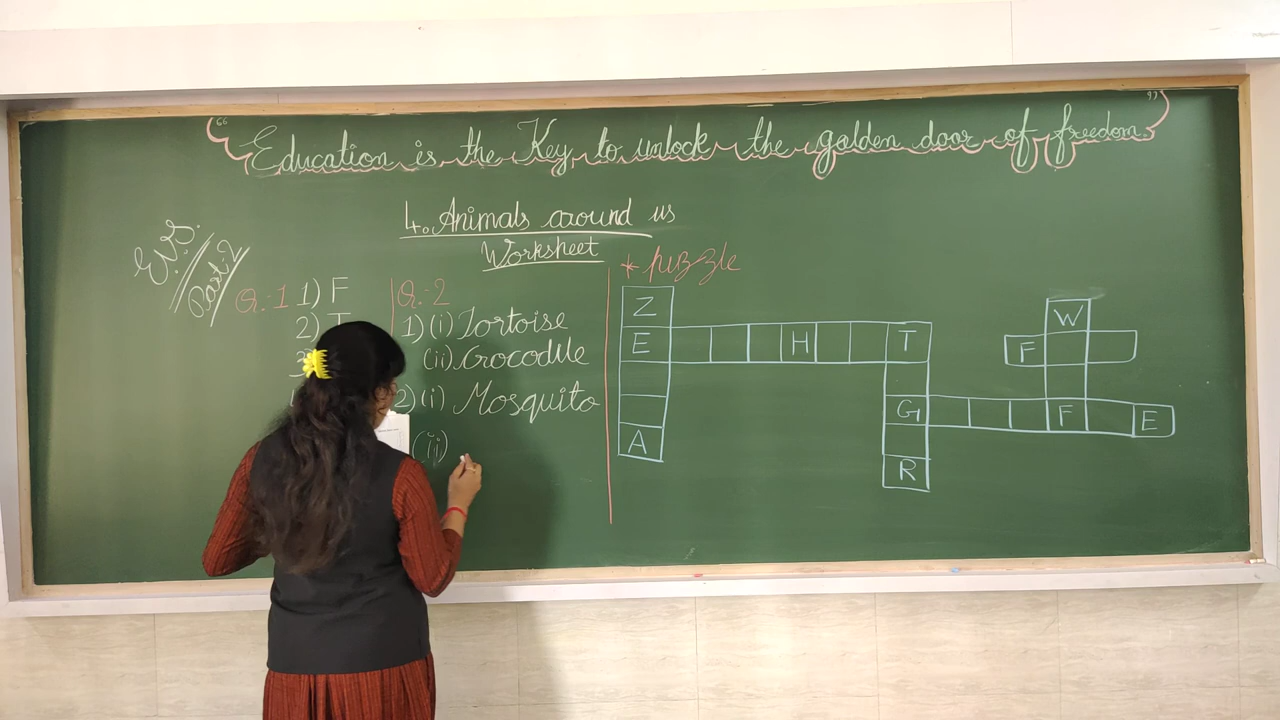 “Education is the Key to unlock the golden door of freedom.”
E.V.S.
Part-2
4. Animals around us
Worksheet
Q.-1 1) F
2) T
Q.-2
1) (i) Tortoise
(ii) Crocodile
2) (i) Mosquito
(ii)
* puzzle
Z
E H T
A
G F E
R
W
F